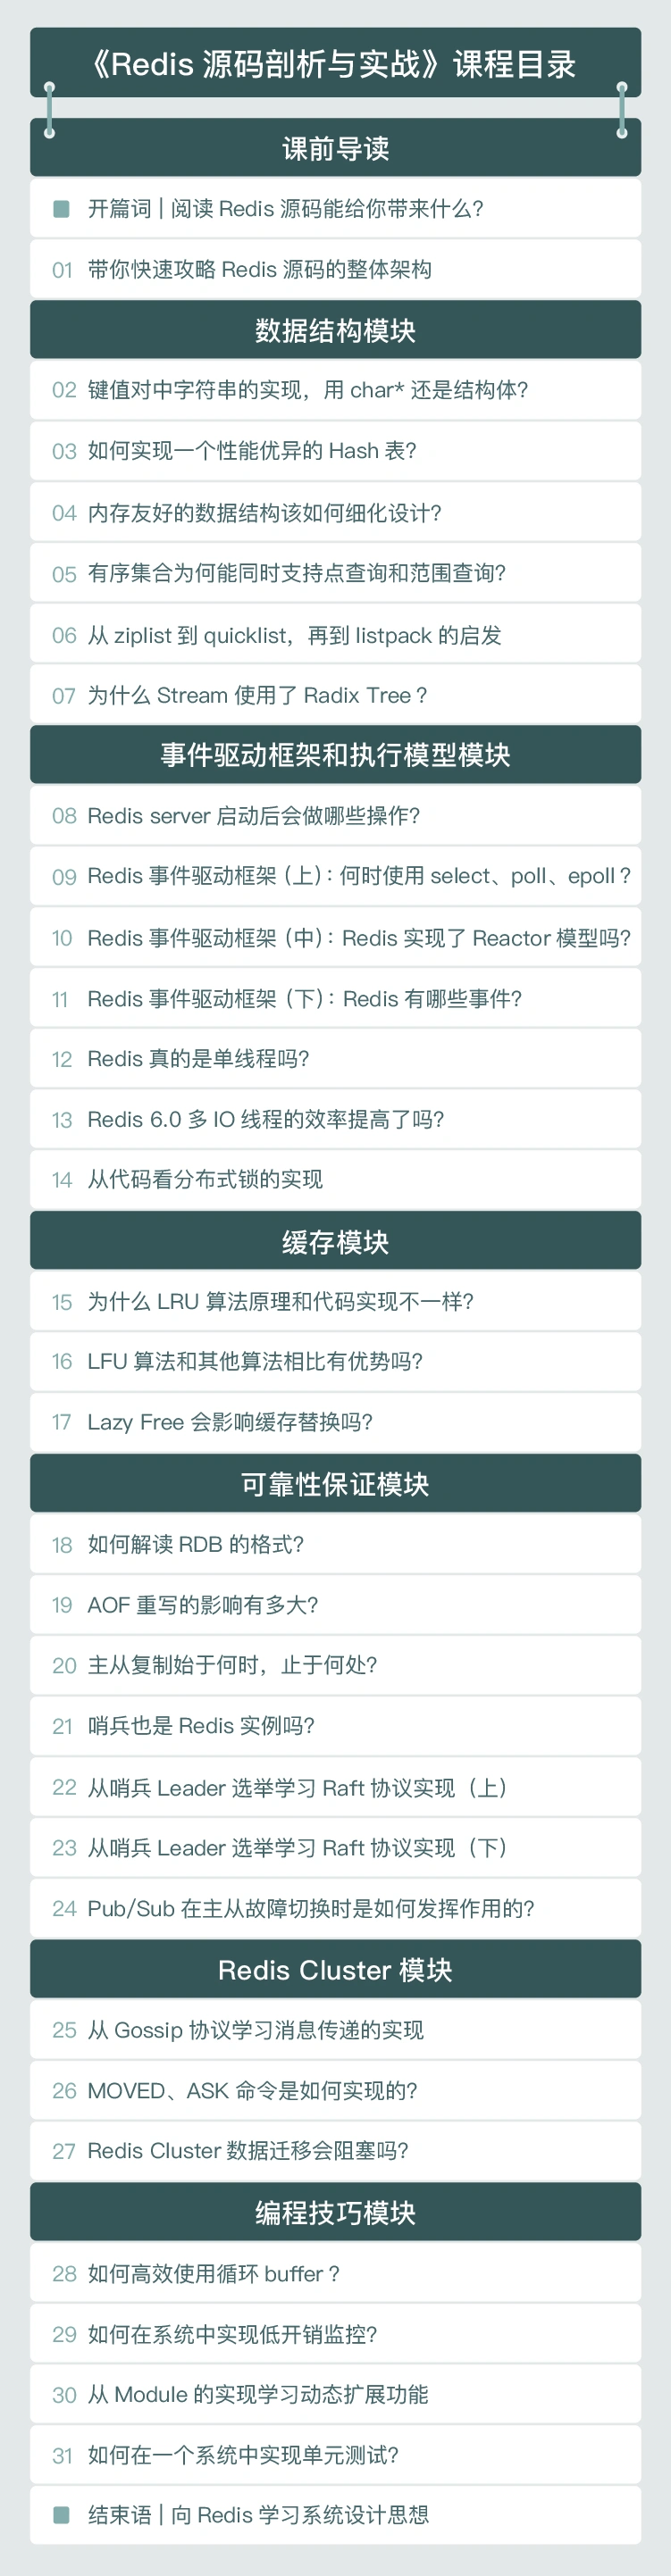 《Redis 源码剖析与实战》课程目录
课前导读
开篇词 | 阅读 Redis 源码能给你带来什么?
01 带你快速攻略 Redis 源码的整体架构
数据结构模块
02 键值对中字符串的实现，用 char* 还是结构体?
03 如何实现一个性能优异的 Hash 表?
04 内存友好的数据结构该如何细化设计?
05 有序集合为何能同时支持点查询和范围查询?
06 从 ziplist 到 quicklist，再到 listpack 的启发
07 为什么 Stream 使用了 Radix Tree？
事件驱动框架和执行模型模块
08 Redis server 启动后会做哪些操作?
09 Redis 事件驱动框架（上）：何时使用 select、poll、epoll？
10 Redis 事件驱动框架（中）：Redis 实现了 Reactor 模型吗?
11 Redis 事件驱动框架（下）：Redis 有哪些事件?
12 Redis 真的是单线程吗?
13 Redis 6.0 多 IO 线程的效率提高了吗?
14 从代码看分布式锁的实现
缓存模块
15 为什么 LRU 算法原理和代码实现不一样?
16 LFU 算法和其他算法相比有优势吗?
17 Lazy Free 会影响缓存替换吗?
可靠性保证模块
18 如何解读 RDB 的格式?
19 AOF 重写的影响有多大?
20 主从复制始于何时，止于何处?
21 哨兵也是 Redis 实例吗?
22 从哨兵 Leader 选举学习 Raft 协议实现（上）
23 从哨兵 Leader 选举学习 Raft 协议实现（下）
24 Pub/Sub 在主从故障切换时是如何发挥作用的?
Redis Cluster 模块
25 从 Gossip 协议学习消息传递的实现
26 MOVED、ASK 命令是如何实现的?
27 Redis Cluster 数据迁移会阻塞吗?
编程技巧模块
28 如何高效使用循环 buffer？
29 如何在系统中实现低开销监控?
30 从 Module 的实现学习动态扩展功能
31 如何在一个系统中实现单元测试?
结束语 | 向 Redis 学习系统设计思想